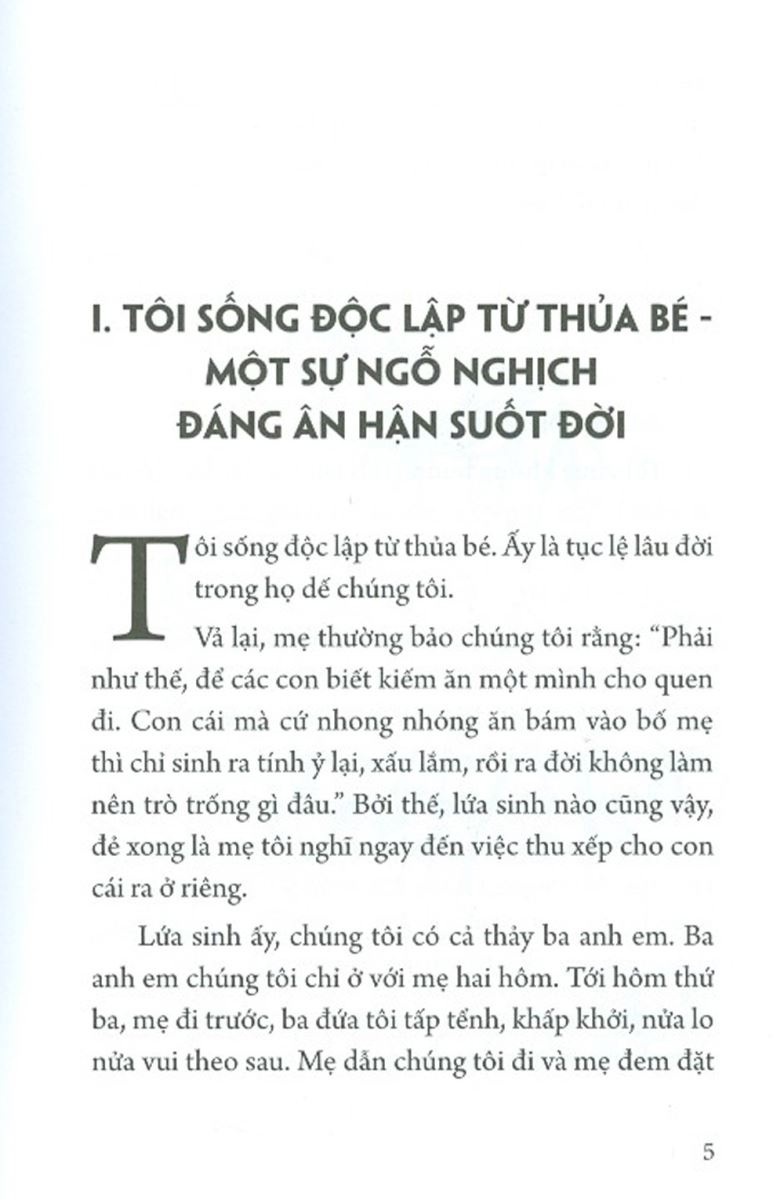 I. TÔI SỐNG ĐỘC LẬP TỪ THỦA BÉ -
MỘT SỰ NGỖ NGHỊCH
ĐÁNG ÂN HẬN SUỐT ĐỜI
Tôi sống độc lập từ thủa bé. Ấy là tục lệ lâu đời
trong họ dế chúng tôi.
Vả lại, mẹ thường bảo chúng tôi rằng: “Phải
như thế, để các con biết kiếm ăn một mình cho quen
đi. Con cái mà cứ nhong nhóng ăn bám vào bố mẹ
thì chỉ sinh ra tính ỷ lại, xấu lắm, rồi ra đời không làm
nên trò trống gì đâu.” Bởi thế, lứa sinh nào cũng vậy,
đẻ xong là mẹ tôi nghĩ ngay đến việc thu xếp cho con
cái ra ở riêng.
Lứa sinh ấy, chúng tôi có cả thảy ba anh em. Ba
anh em chúng tôi chỉ ở với mẹ hai hôm. Tới hôm thứ
ba, mẹ đi trước, ba đứa tôi tấp tểnh, khấp khởi, nửa lo
nửa vui theo sau. Mẹ dẫn chúng tôi đi và mẹ đem đặt
5